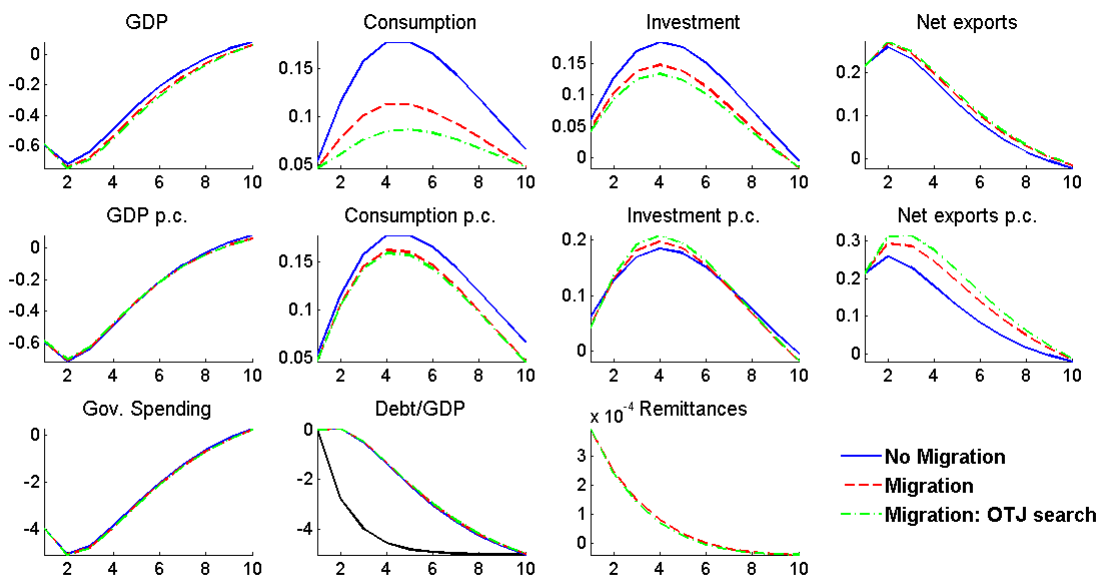 GDP
Consumption
Investment
Net exports
0
-0.2
-0.4
-0.6
2 4 6 8 10
0.15
0.1
0.05
2 4 6 8 10
0.15
0.1
0.05
0
2 4 6 8 10
0.2
0.1
0
2 4 6 8 10
GDP p.c.
Consumption p.c.
Investment p.c.
Net exports p.c.
0
-0.2
-0.4
-0.6
2 4 6 8 10
0.15
0.1
0.05
2 4 6 8 10
0.2
0.1
0
2 4 6 8 10
0.3
0.2
0.1
0
2 4 6 8 10
Gov. Spending
Debt/GDP
x 10-4 Remittances
0
-2
-4
2 4 6 8 10
0
-2
-4
2 4 6 8 10
3
2
1
0
2 4 6 8 10
No Migration
Migration
Migration: OTJ search